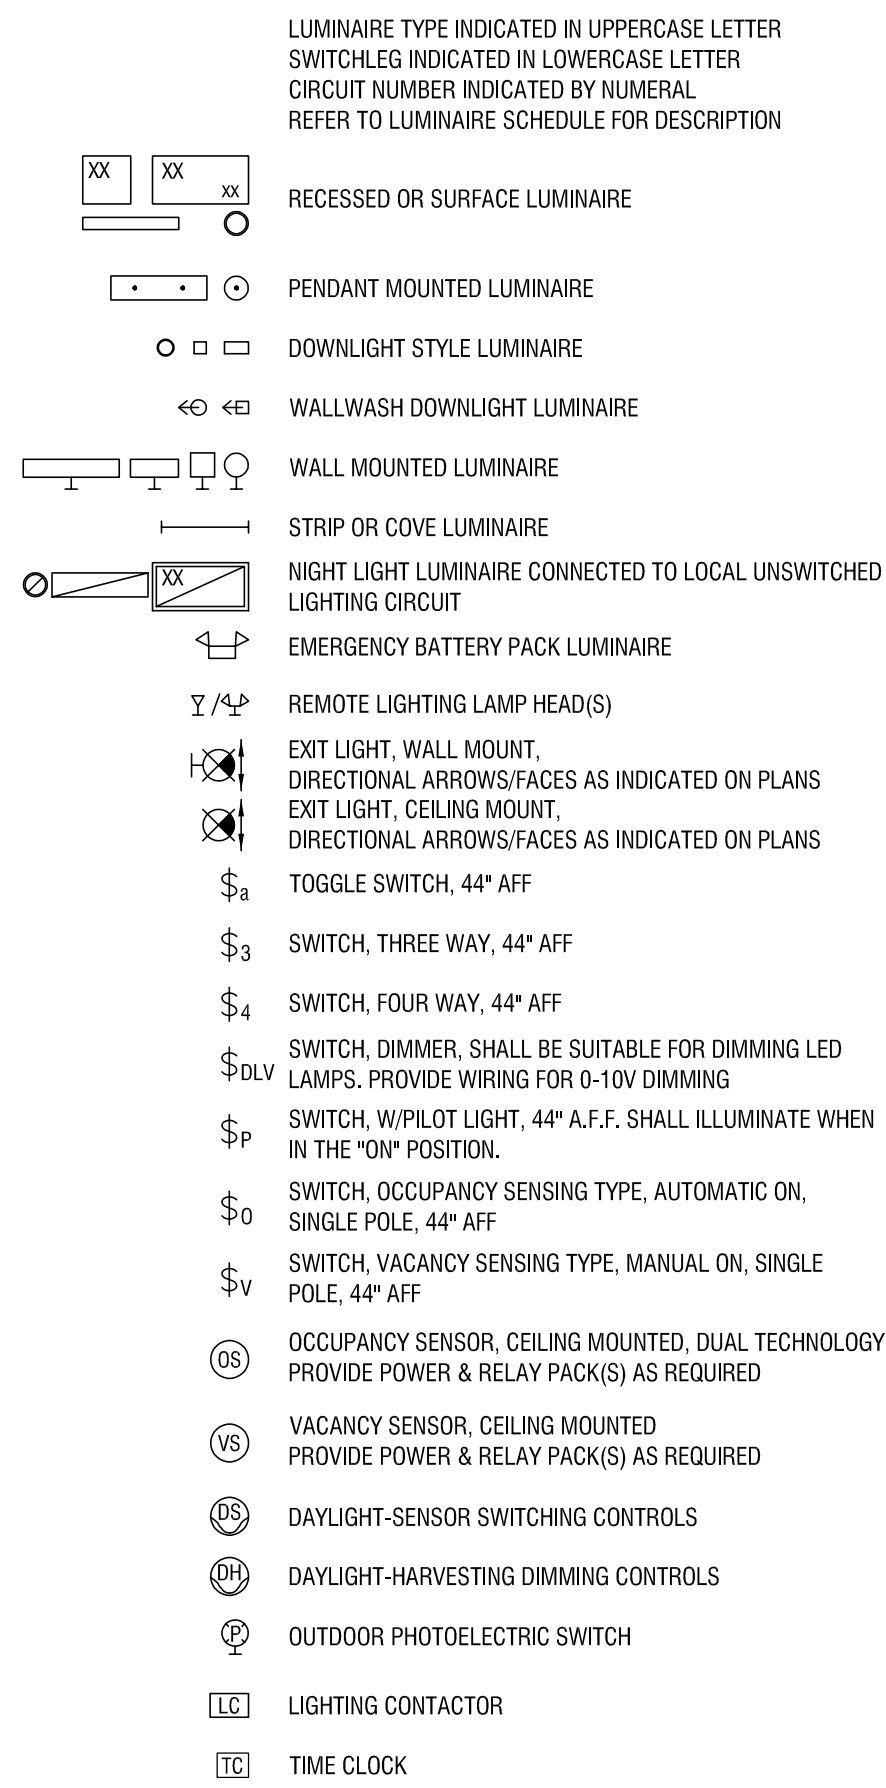 LUMINAIRE TYPE INDICATED IN UPPERCASE LETTER
SWITCHLEG INDICATED IN LOWERCASE LETTER
CIRCUIT NUMBER INDICATED BY NUMERAL
REFER TO LUMINAIRE SCHEDULE FOR DESCRIPTION
XX XX
XX
RECESSED OR SURFACE LUMINAIRE
PENDANT MOUNTED LUMINAIRE
DOWNLIGHT STYLE LUMINAIRE
WALLWASH DOWNLIGHT LUMINAIRE
WALL MOUNTED LUMINAIRE
STRIP OR COVE LUMINAIRE
XX
NIGHT LIGHT LUMINAIRE CONNECTED TO LOCAL UNSWITCHED
LIGHTING CIRCUIT
EMERGENCY BATTERY PACK LUMINAIRE
/ REMOTE LIGHTING LAMP HEAD(S)
EXIT LIGHT, WALL MOUNT,
DIRECTIONAL ARROWS/FACES AS INDICATED ON PLANS
EXIT LIGHT, CEILING MOUNT,
DIRECTIONAL ARROWS/FACES AS INDICATED ON PLANS
$a TOGGLE SWITCH, 44" AFF
$3 SWITCH, THREE WAY, 44" AFF
$4 SWITCH, FOUR WAY, 44" AFF
$DLV SWITCH, DIMMER, SHALL BE SUITABLE FOR DIMMING LED
LAMPS. PROVIDE WIRING FOR 0-10V DIMMING
$P SWITCH, W/PILOT LIGHT, 44" A.F.F. SHALL ILLUMINATE WHEN
IN THE "ON" POSITION.
$O SWITCH, OCCUPANCY SENSING TYPE, AUTOMATIC ON,
SINGLE POLE, 44" AFF
$V SWITCH, VACANCY SENSING TYPE, MANUAL ON, SINGLE
POLE, 44" AFF
OS OCCUPANCY SENSOR, CEILING MOUNTED, DUAL TECHNOLOGY
PROVIDE POWER & RELAY PACK(S) AS REQUIRED
VS VACANCY SENSOR, CEILING MOUNTED
PROVIDE POWER & RELAY PACK(S) AS REQUIRED
DS DAYLIGHT-SENSOR SWITCHING CONTROLS
DH DAYLIGHT-HARVESTING DIMMING CONTROLS
P OUTDOOR PHOTOELECTRIC SWITCH
LC LIGHTING CONTACTOR
TC TIME CLOCK